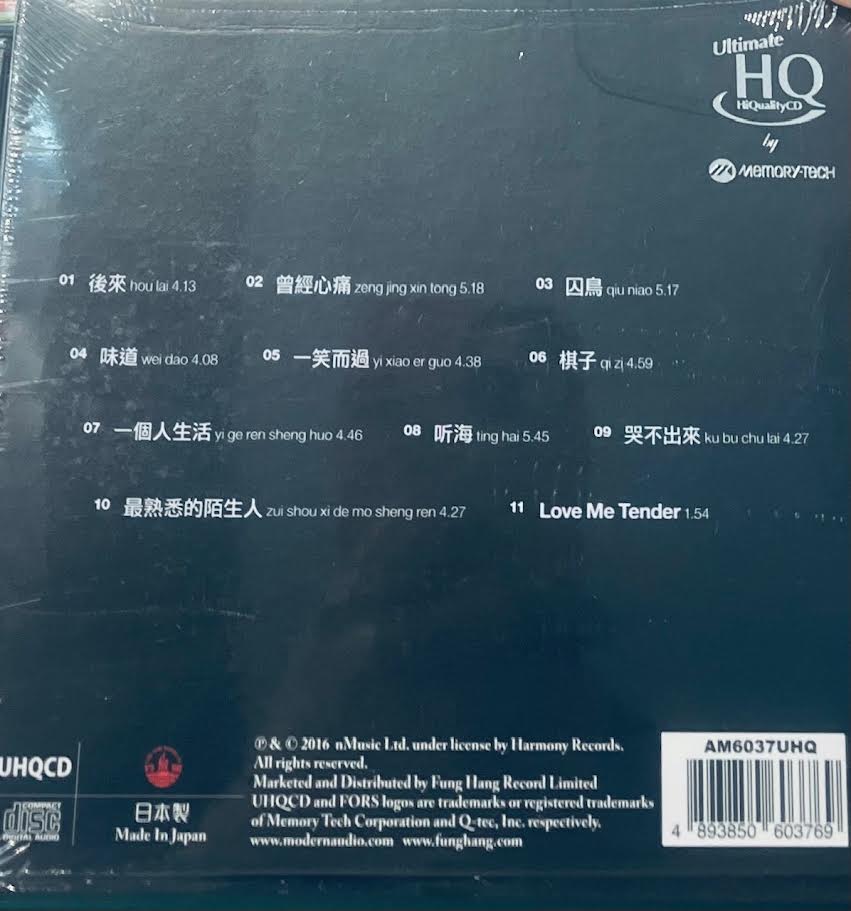 Ultimate
HQ
HiQualityCD
by
MEMORY-TECH
01 後來 hou lai 4.13 02 曾經心痛 zeng jing xin tong 5.18 03 囚鳥 qiu niao 5.17
04 味道 wei dao 4.08 05 一笑而過 yi xiao er guo 4.38 06 棋子 qi zi 4.59
07 一個人生活 yi ge ren sheng huo 4.46 08 听海 ting hai 5.45 09 哭不出來 ku bu chu lai 4.27
10 最熟悉的陌生人 zui shou xi de mo sheng ren 4.27 11 Love Me Tender 1.54
UHQCD
COMPACT
disc
DIGITAL AUDIO
日本製
Made In Japan
℗ & © 2016 nMusic Ltd. under license by Harmony Records.
All rights reserved.
Marketed and Distributed by Fung Hang Record Limited
UHQCD and FORS logos are trademarks or registered trademarks
of Memory Tech Corporation and Q-tec, Inc. respectively.
www.modernaudio.com www.funghang.com
AM6037UHQ
4 893850 603769